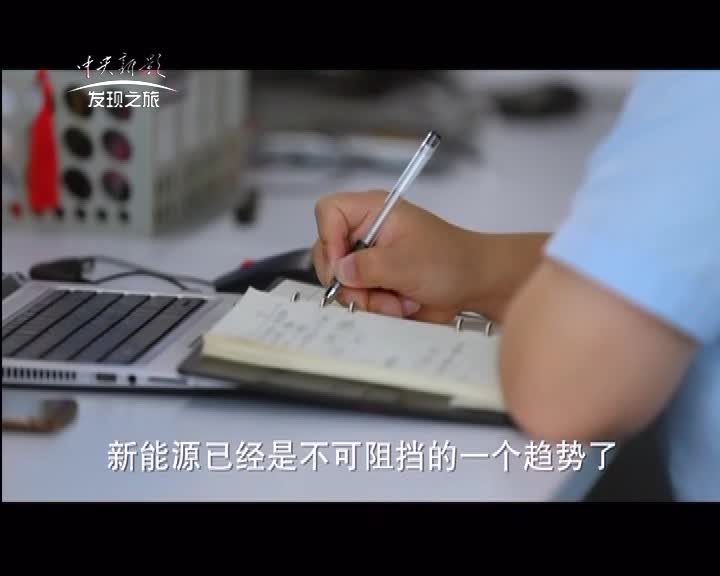 中央新影
发现之旅
新能源已经是不可阻挡的一个趋势了